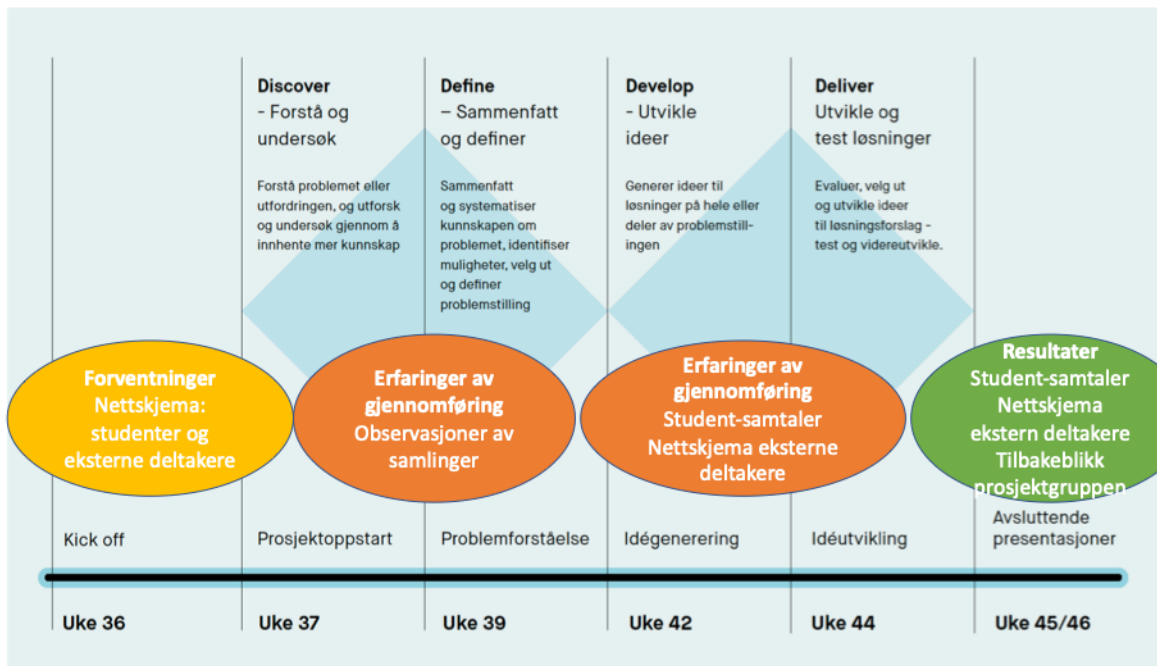 Discover
- Forstå og
undersøk
Forstå problemet eller
utfordringen, og utforsk
og undersøk gjennom å
innhente mer kunnskap
Define
– Sammenfatt
og definer
Sammenfatt
og systematiser
kunnskapen om
problemet, identifiser
muligheter, velg ut
og definer
problemstilling
Develop
- Utvikle
ideer
Generer ideer til
løsninger på hele eller
deler av problemstill-
ingen
Deliver
Utvikle og
test løsninger
Evaluer, velg ut
og utvikle ideer
til løsningsforslag -
test og videreutvikle.
Forventninger
Nettskjema:
studenter og
eksterne deltakere
Erfaringer av
gjennomføring
Observasjoner av
samlinger
Erfaringer av
gjennomføring
Student-samtaler
Nettskjema eksterne
deltakere
Resultater
Student-samtaler
Nettskjema
ekstern deltakere
Tilbakeblikk
prosjektgruppen
Kick off
Prosjektoppstart
Problemforståelse
Idégenerering
Idéutvikling
Avsluttende
presentasjoner
Uke 36
Uke 37
Uke 39
Uke 42
Uke 44
Uke 45/46